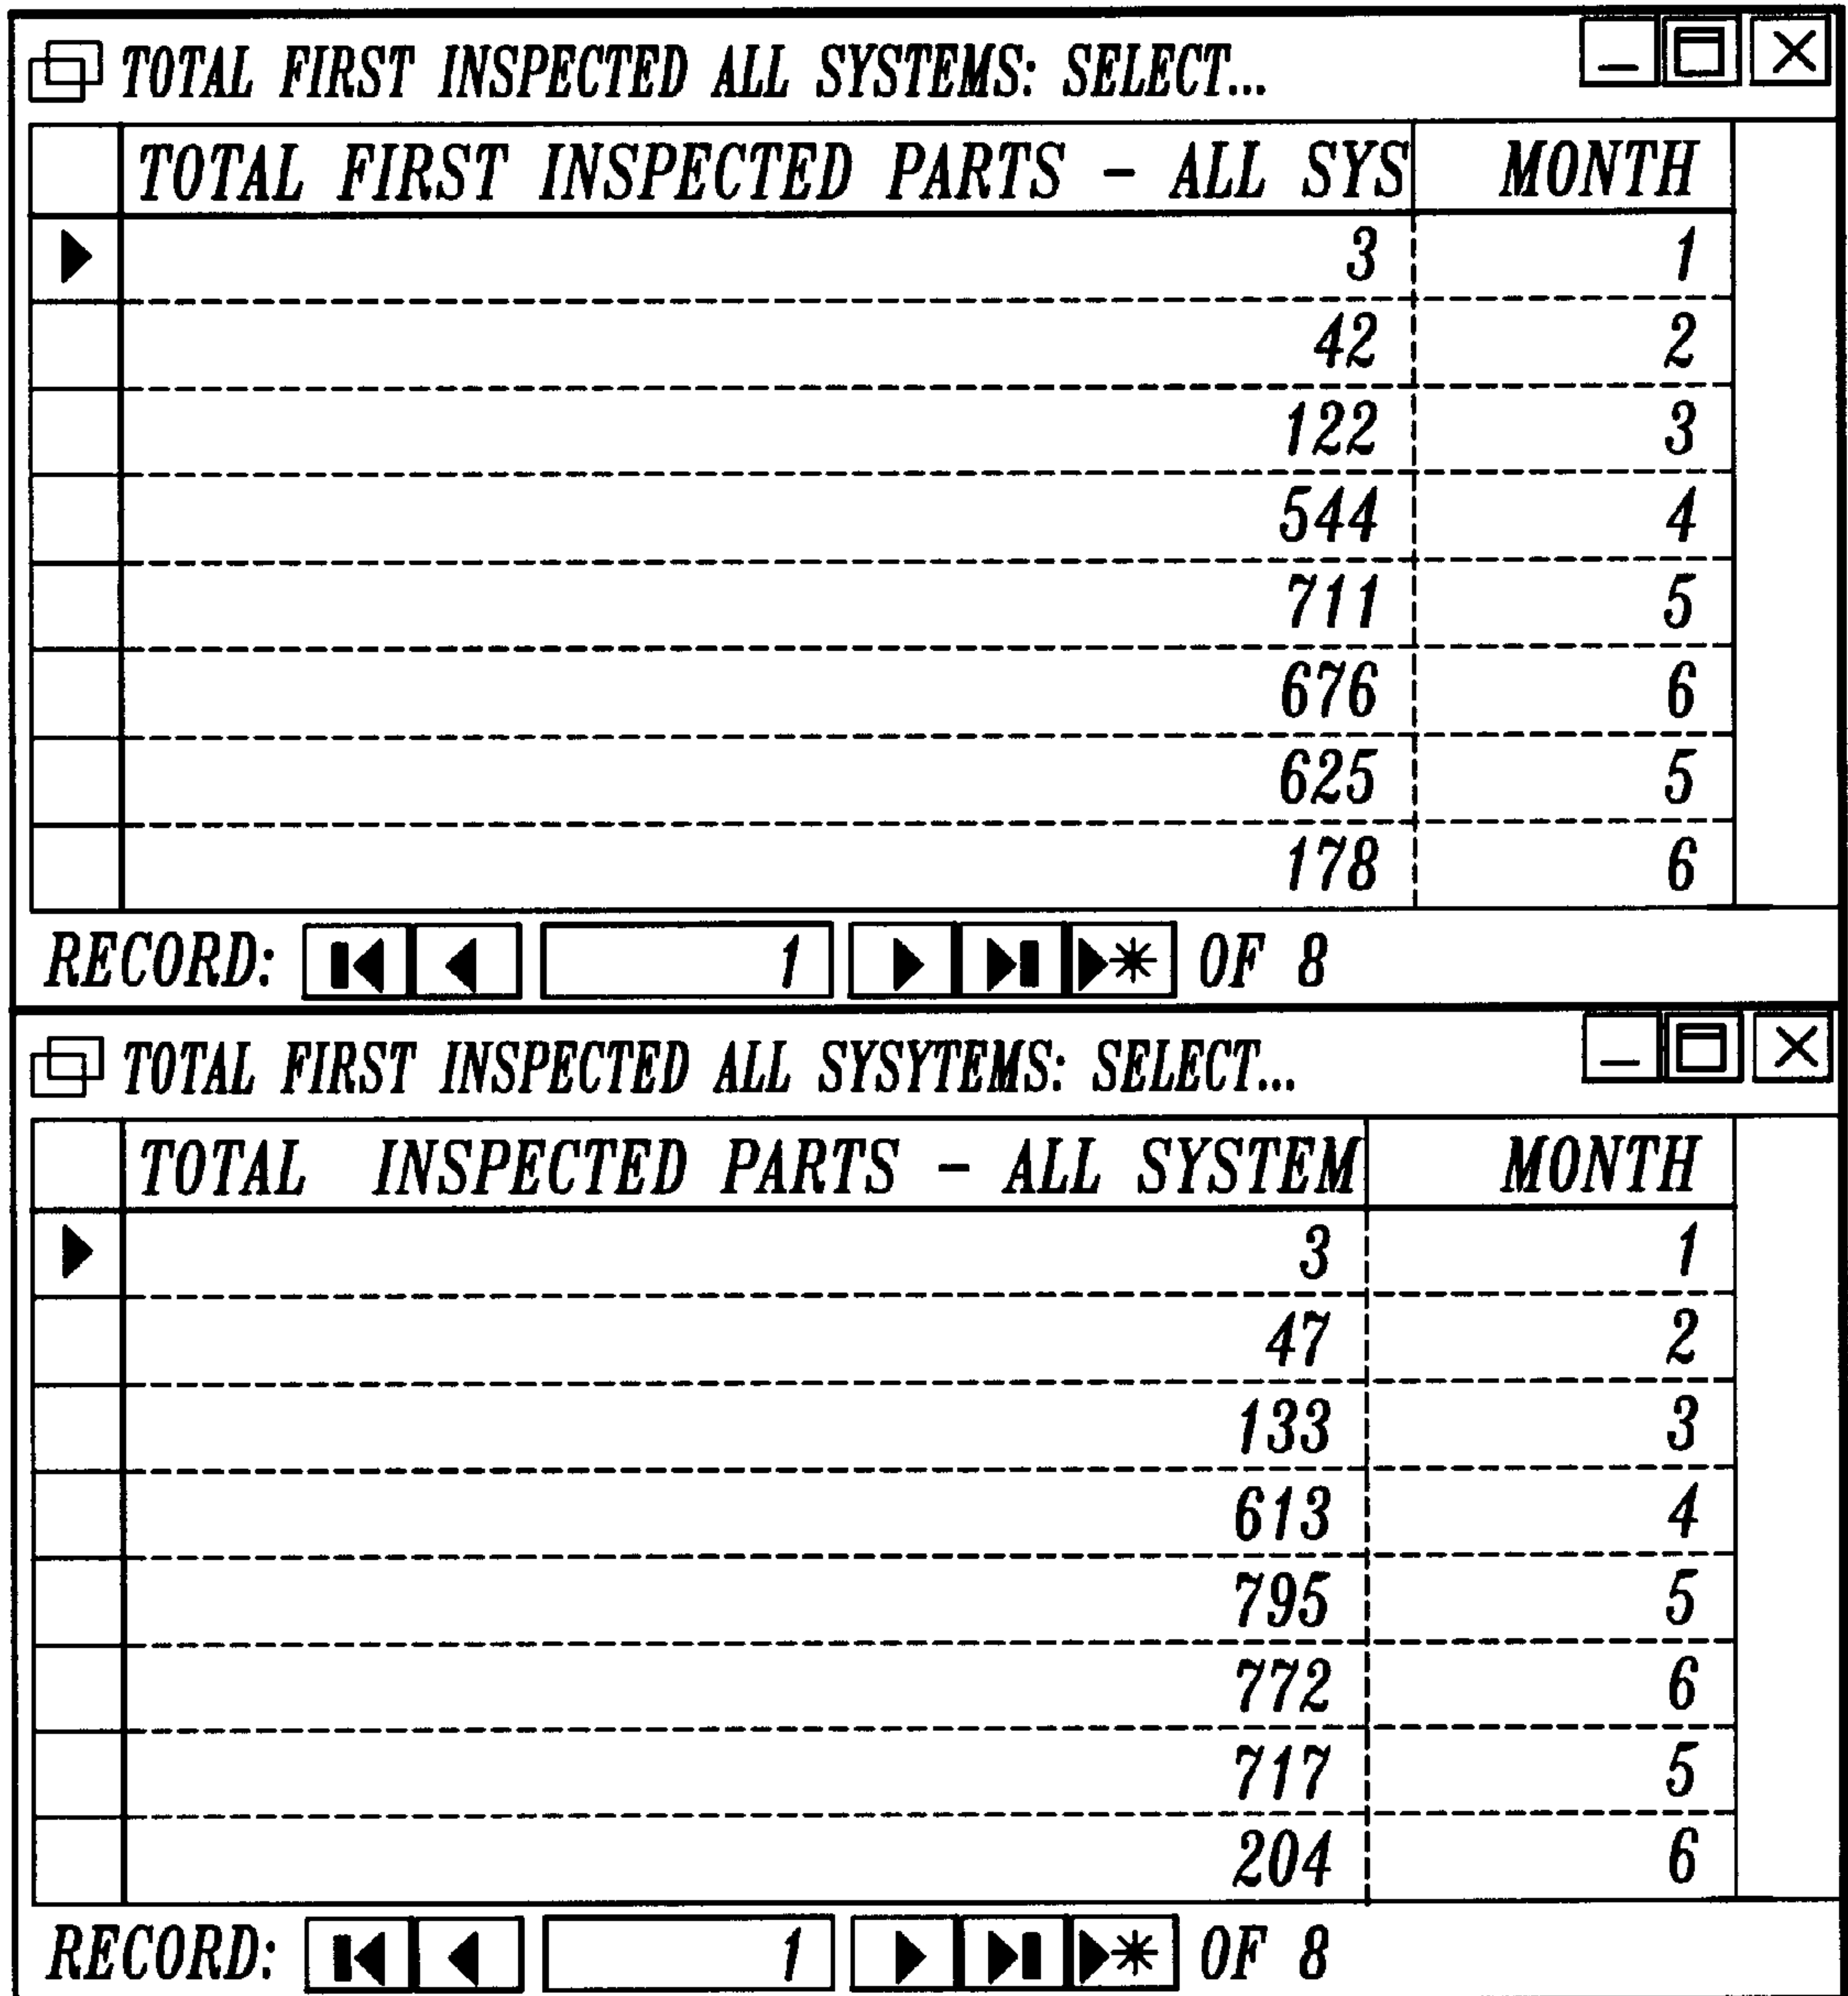 TOTAL FIRST INSPECTED ALL SYSTEMS: SELECT...
TOTAL FIRST INSPECTED PARTS - ALL SYS MONTH
3 1
42 2
122 3
544 4
711 5
676 6
625 5
178 6
RECORD: 1 OF 8
TOTAL FIRST INSPECTED ALL SYSYTEMS: SELECT...
TOTAL INSPECTED PARTS - ALL SYSTEM MONTH
3 1
47 2
133 3
613 4
795 5
772 6
717 5
204 6
RECORD: 1 OF 8